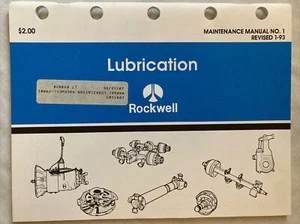 $2.00
MAINTENANCE MANUAL NO. 1
REVISED 1-93
Lubrication
Rockwell